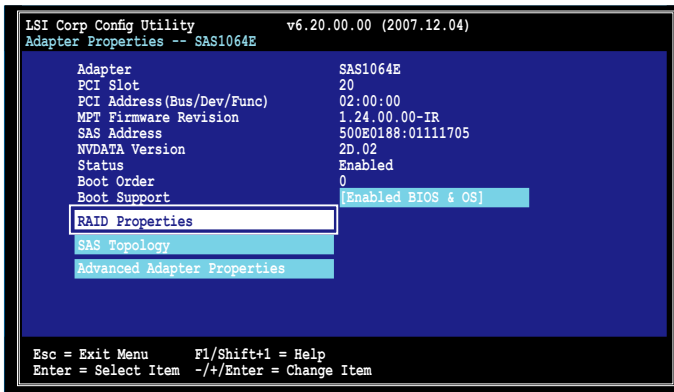 LSI Corp Config Utility v6.20.00.00 (2007.12.04)
Adapter Properties -- SAS1064E
Adapter SAS1064E
PCI Slot 20
PCI Address(Bus/Dev/Func) 02:00:00
MPT Firmware Revision 1.24.00.00-IR
SAS Address 500E0188:01111705
NVDATA Version 2D.02
Status Enabled
Boot Order 0
Boot Support [Enabled BIOS & OS]
RAID Properties
SAS Topology
Advanced Adapter Properties
Esc = Exit Menu F1/Shift+1 = Help
Enter = Select Item -/+/Enter = Change Item